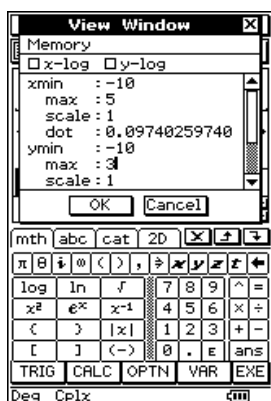 View Window
Memory
x-log y-log
xmin :-10
max :5
scale:1
dot :0.09740259740
ymin :-10
max :3
scale:1
OK Cancel
mth abc cat 2D
π θ i ∞ ( ) , ⇒ x y z t ←
log ln √ 7 8 9 ^ =
x² eˣ x⁻¹ 4 5 6 × ÷
{ } |x| 1 2 3 + -
[ ] (-) 0 . E ans
TRIG CALC OPTN VAR EXE
Deg Cplx